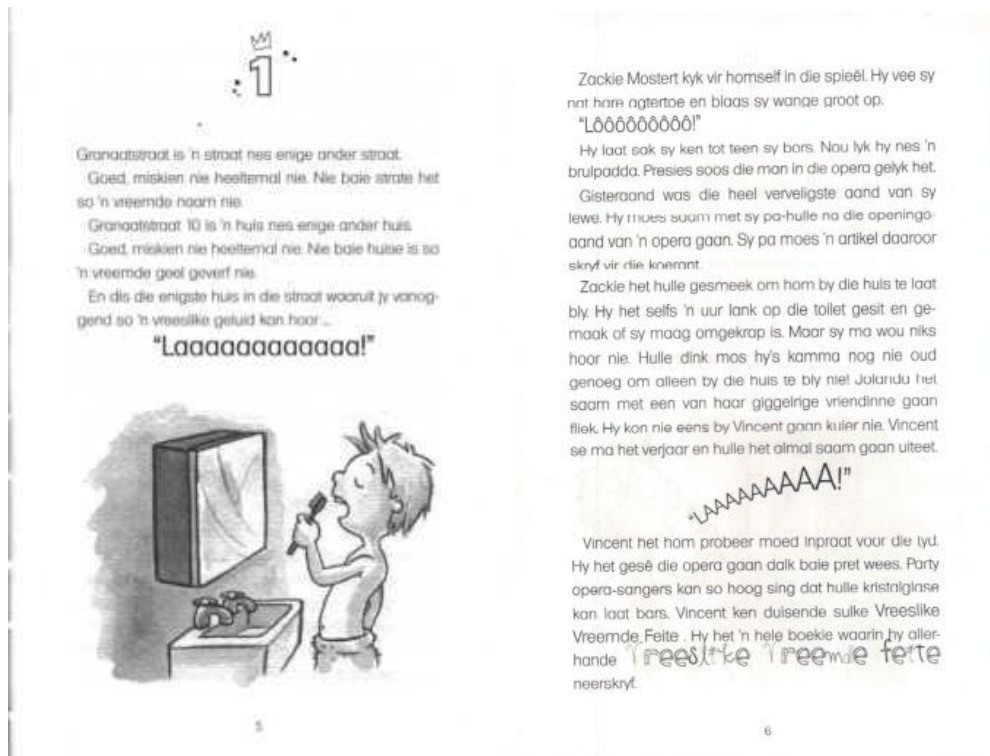 1
Granaatstraat is 'n straat nes enige ander straat.
Goed, miskien nie heeltemal nie. Nie baie strate het
so 'n vreemde naam nie.
Granaatstraat 10 is 'n huis nes enige ander huis.
Goed, miskien nie heeltemal nie. Nie baie huise is so
'n vreemde geel geverf nie.
En dis die enigste huis in die straat waaruit jy vanog-
gend so 'n vreeslike geluid kan hoor ...
"Laaaaaaaaaaaaa!"
5
Zackie Mostert kyk vir homself in die spieël. Hy vee sy
nat hare agtertoe en blaas sy wange groot op.
"Lôôôôôôôôô!"
Hy laat sak sy ken tot teen sy bors. Nou lyk hy nes 'n
brulpadda. Presies soos die man in die opera gelyk het.
Gisteraand was die heel verveligste aand van sy
lewe. Hy moes saam met sy pa-hulle na die openings-
aand van 'n opera gaan. Sy pa moes 'n artikel daaroor
skryf vir die koerant.
Zackie het hulle gesmeek om hom by die huis te laat
bly. Hy het selfs 'n uur lank op die toilet gesit en ge-
maak of sy maag omgekrap is. Maar sy ma wou niks
hoor nie. Hulle dink mos hy's kamma nog nie oud
genoeg om alleen by die huis te bly nie! Jolandu het
saam met een van haar giggelrige vriendinne gaan
fliek. Hy kon nie eens by Vincent gaan kuier nie. Vincent
se ma het verjaar en hulle het almal saam gaan uiteet.
"LAAAAAAAAAA!"
Vincent het hom probeer moed inpraat voor die tyd.
Hy het gesê die opera gaan dalk baie pret wees. Party
opera-sangers kan so hoog sing dat hulle kristalglase
kan laat bars. Vincent ken duisende sulke Vreeslike
Vreemde Feite . Hy het 'n hele boekie waarin hy aller-
hande Vreeslike Vreemde feite
neerskryf.
6